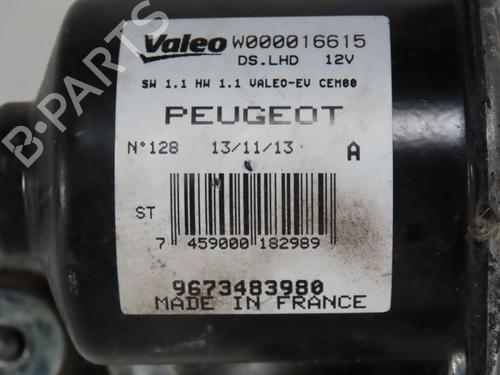 Valeo W000016615
DS.LHD 12V
SW 1.1 HW 1.1 VALEO-EV CEM00
PEUGEOT
N°128 13/11/13 A
ST
7 459000 182989
9673483980
MADE IN FRANCE
B-PARTS